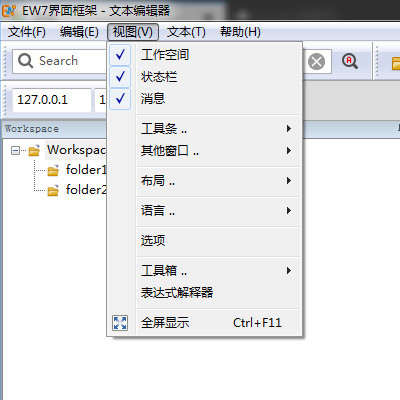 EW7界面框架 - 文本编辑器
文件(F) 编辑(E) 视图(V) 文本(T) 帮助(H)
Search
127.0.0.1
Workspace
Workspac
folder1
folder2
工作空间
状态栏
消息
工具条 ..
其他窗口 ..
布局 ..
语言 ..
选项
工具箱 ..
表达式解释器
全屏显示 Ctrl+F11